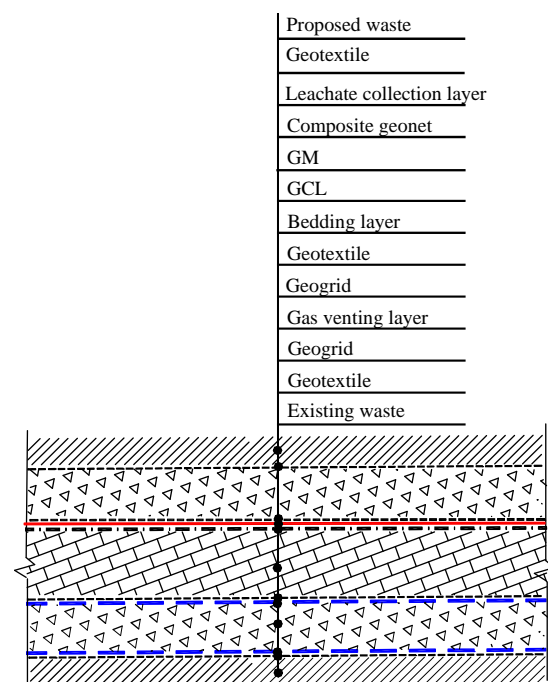 Proposed waste
Geotextile
Leachate collection layer
Composite geonet
GM
GCL
Bedding layer
Geotextile
Geogrid
Gas venting layer
Geogrid
Geotextile
Existing waste